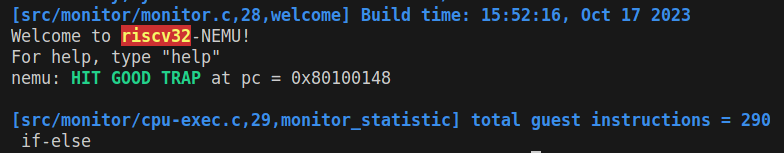 [src/monitor/monitor.c,28,welcome] Build time: 15:52:16, Oct 17 2023
Welcome to riscv32-NEMU!
For help, type "help"
nemu: HIT GOOD TRAP at pc = 0x80100148
[src/monitor/cpu-exec.c,29,monitor_statistic] total guest instructions = 290
if-else